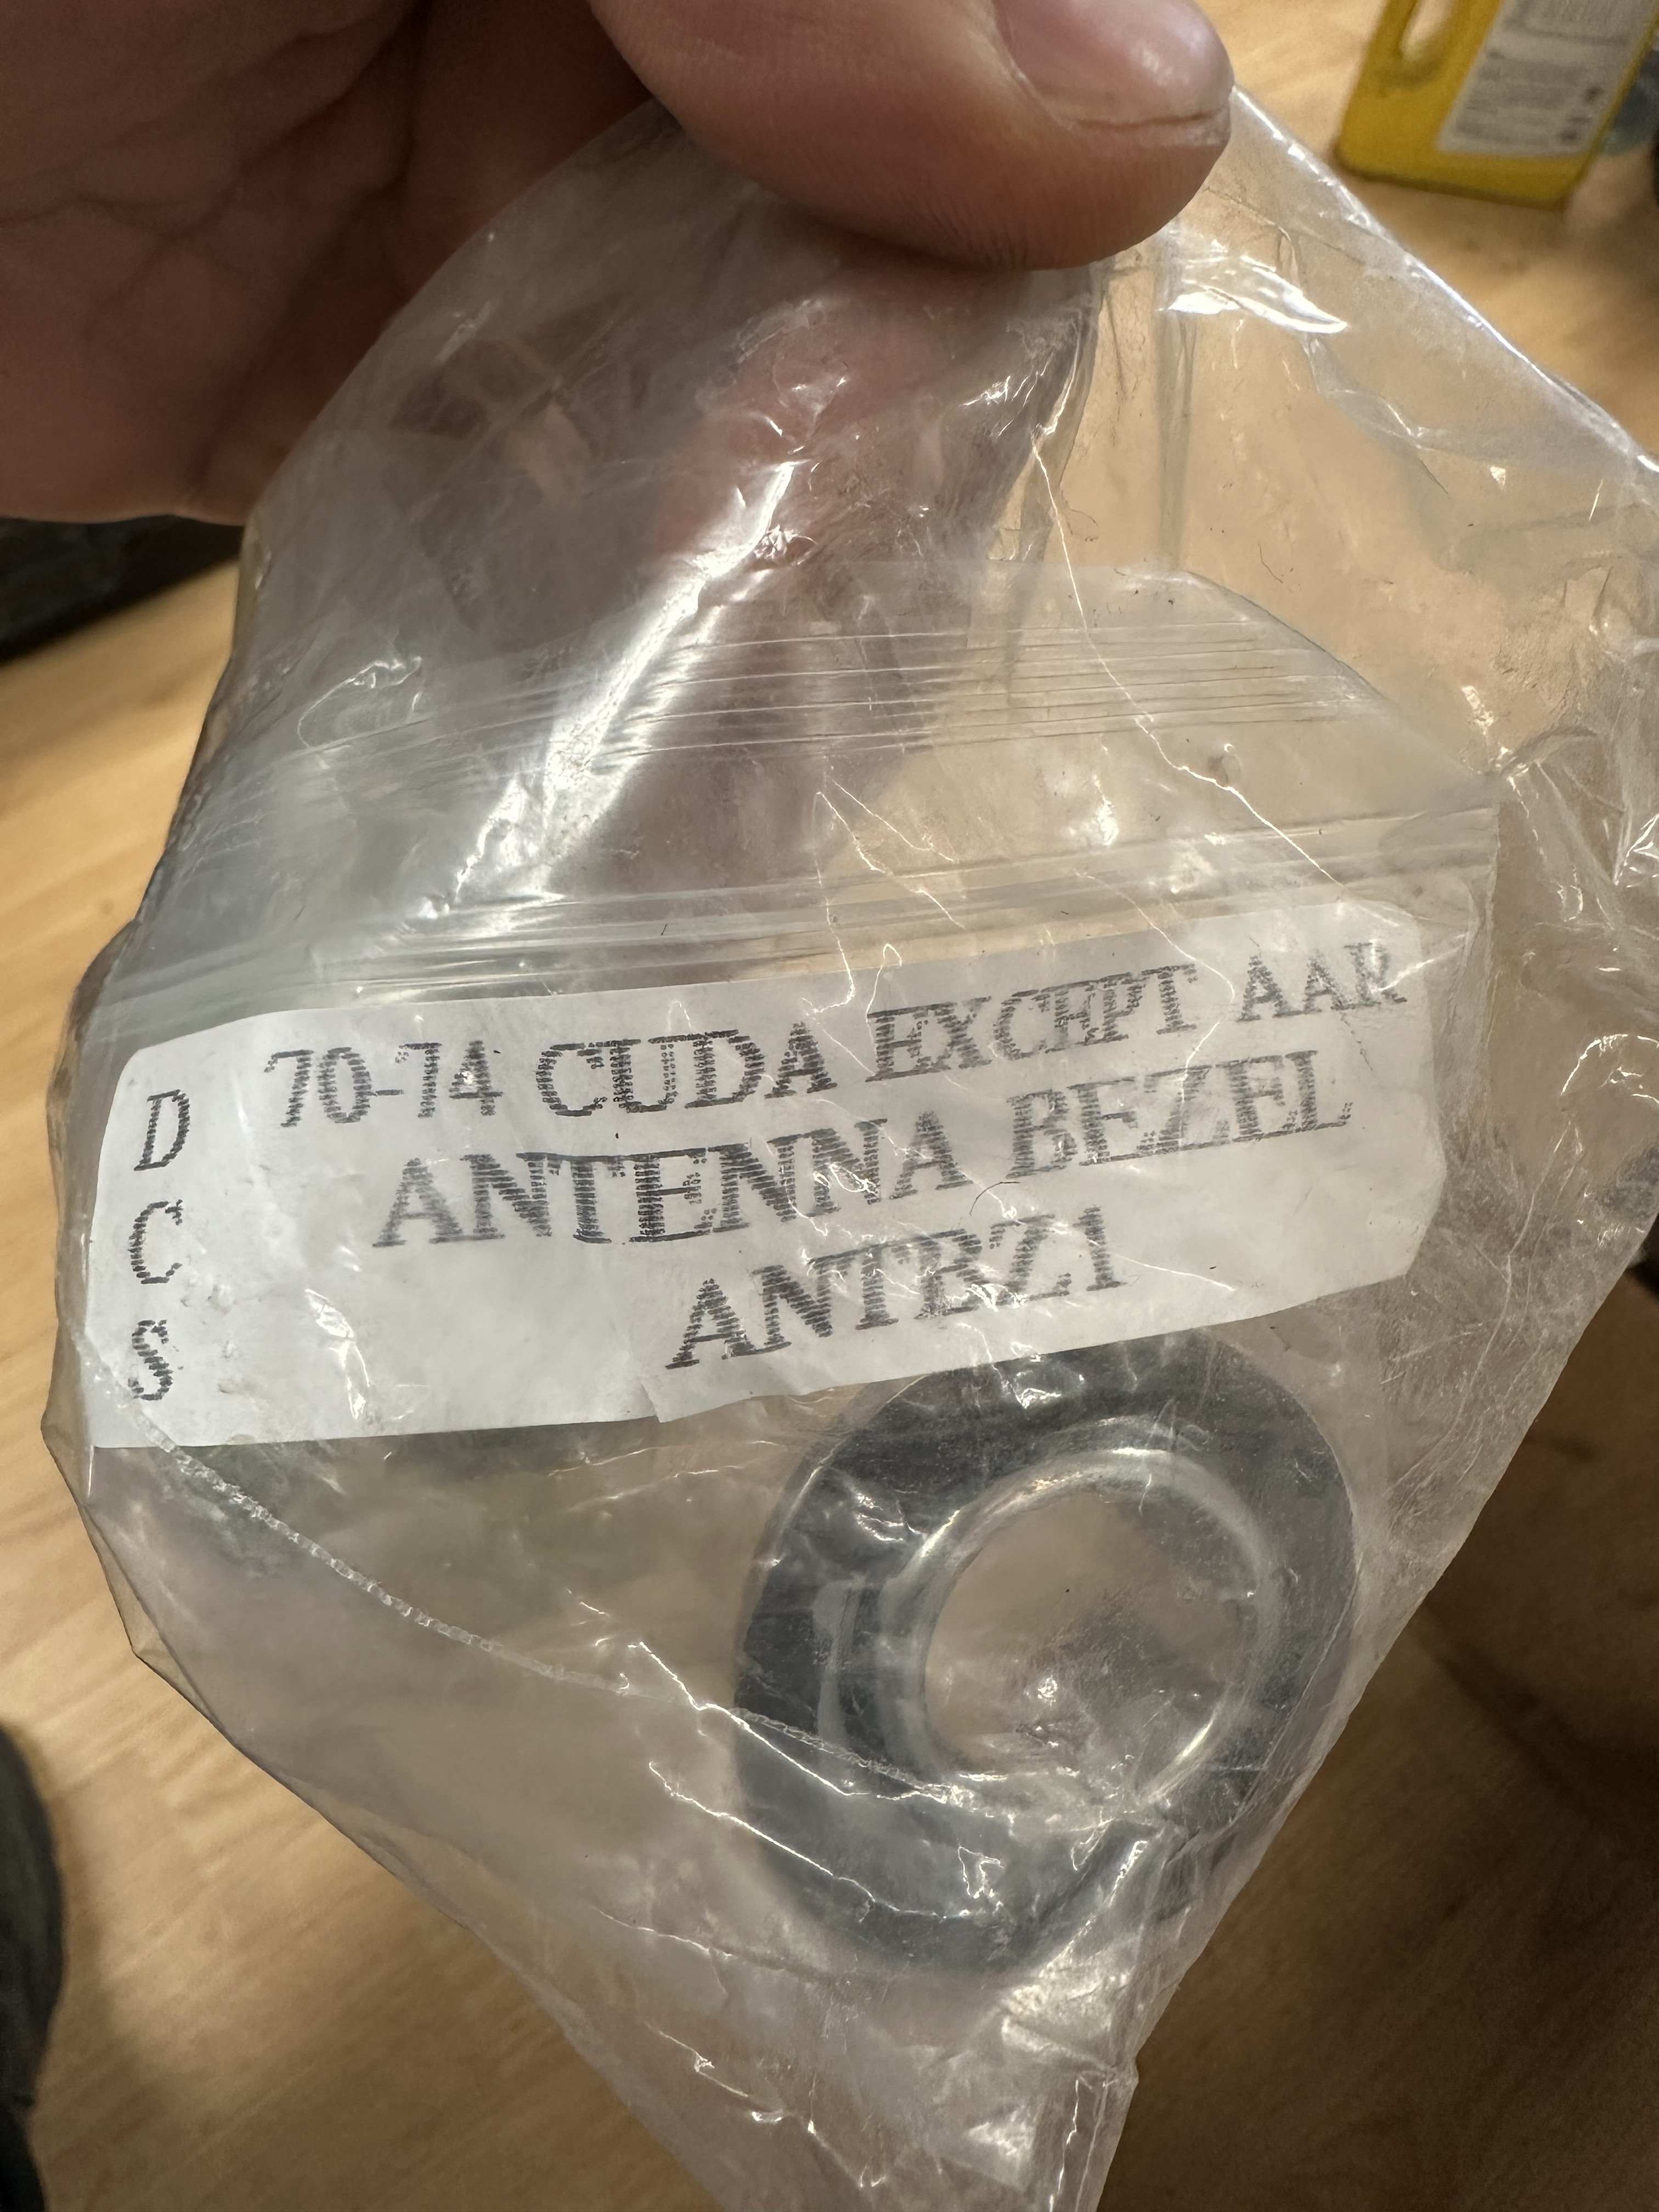 D
C
S
70-74 CUDA EXCEPT AAR
ANTENNA BEZEL
ANTBZ1